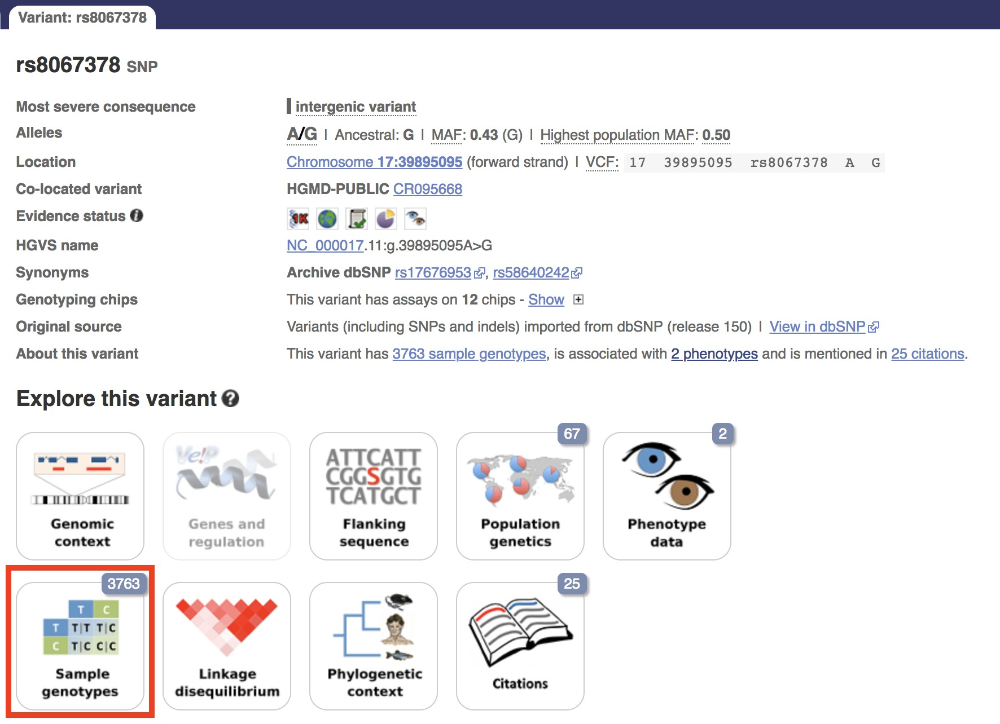 Variant: rs8067378
rs8067378 SNP
Most severe consequence intergenic variant
Alleles A/G | Ancestral: G | MAF: 0.43 (G) | Highest population MAF: 0.50
Location Chromosome 17:39895095 (forward strand) | VCF: 17 39895095 rs8067378 A G
Co-located variant HGMD-PUBLIC CR095668
Evidence status i 1K
HGVS name NC_000017.11:g.39895095A>G
Synonyms Archive dbSNP rs17676953, rs58640242
Genotyping chips This variant has assays on 12 chips - Show
Original source Variants (including SNPs and indels) imported from dbSNP (release 150) | View in dbSNP
About this variant This variant has 3763 sample genotypes, is associated with 2 phenotypes and is mentioned in 25 citations.
Explore this variant ?
Genomic
context
Ve!P
Genes and
regulation
ATTCATT
CGGSGTG
TCATGCT
Flanking
sequence
67
Population
genetics
2
Phenotype
data
3763
T C
T T|T T|C
C T|C C|C
Sample
genotypes
Linkage
disequilibrium
Phylogenetic
context
25
Citations